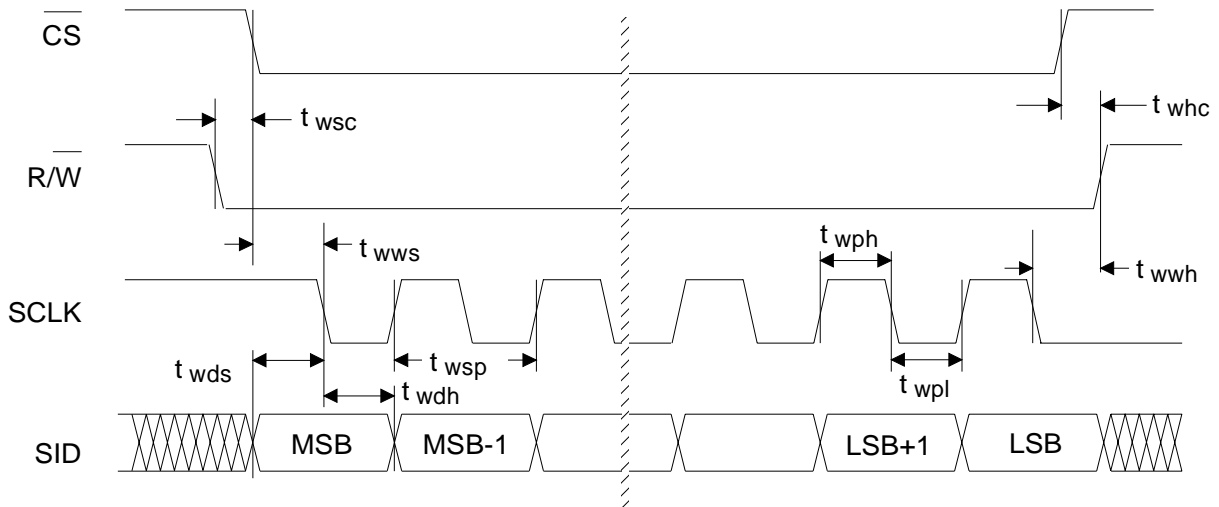 CS
t wsc
t whc
R/W
t wws
t wph
t wwh
SCLK
t wds
t wsp
t wdh
t wpl
SID
MSB
MSB-1
LSB+1
LSB